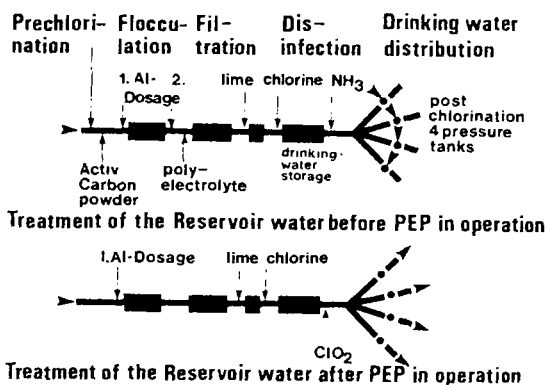 Prechlori- Floccu- Fil- Dis- Drinking water
nation lation tration infection distribution
1. Al- 2. lime chlorine NH3
Dosage
post
chlorination
4 pressure
tanks
drinking-
water
storage
Activ
Carbon
powder
poly-
electrolyte
Treatment of the Reservoir water before PEP in operation
1.Al-Dosage lime chlorine
ClO2
Treatment of the Reservoir water after PEP in operation